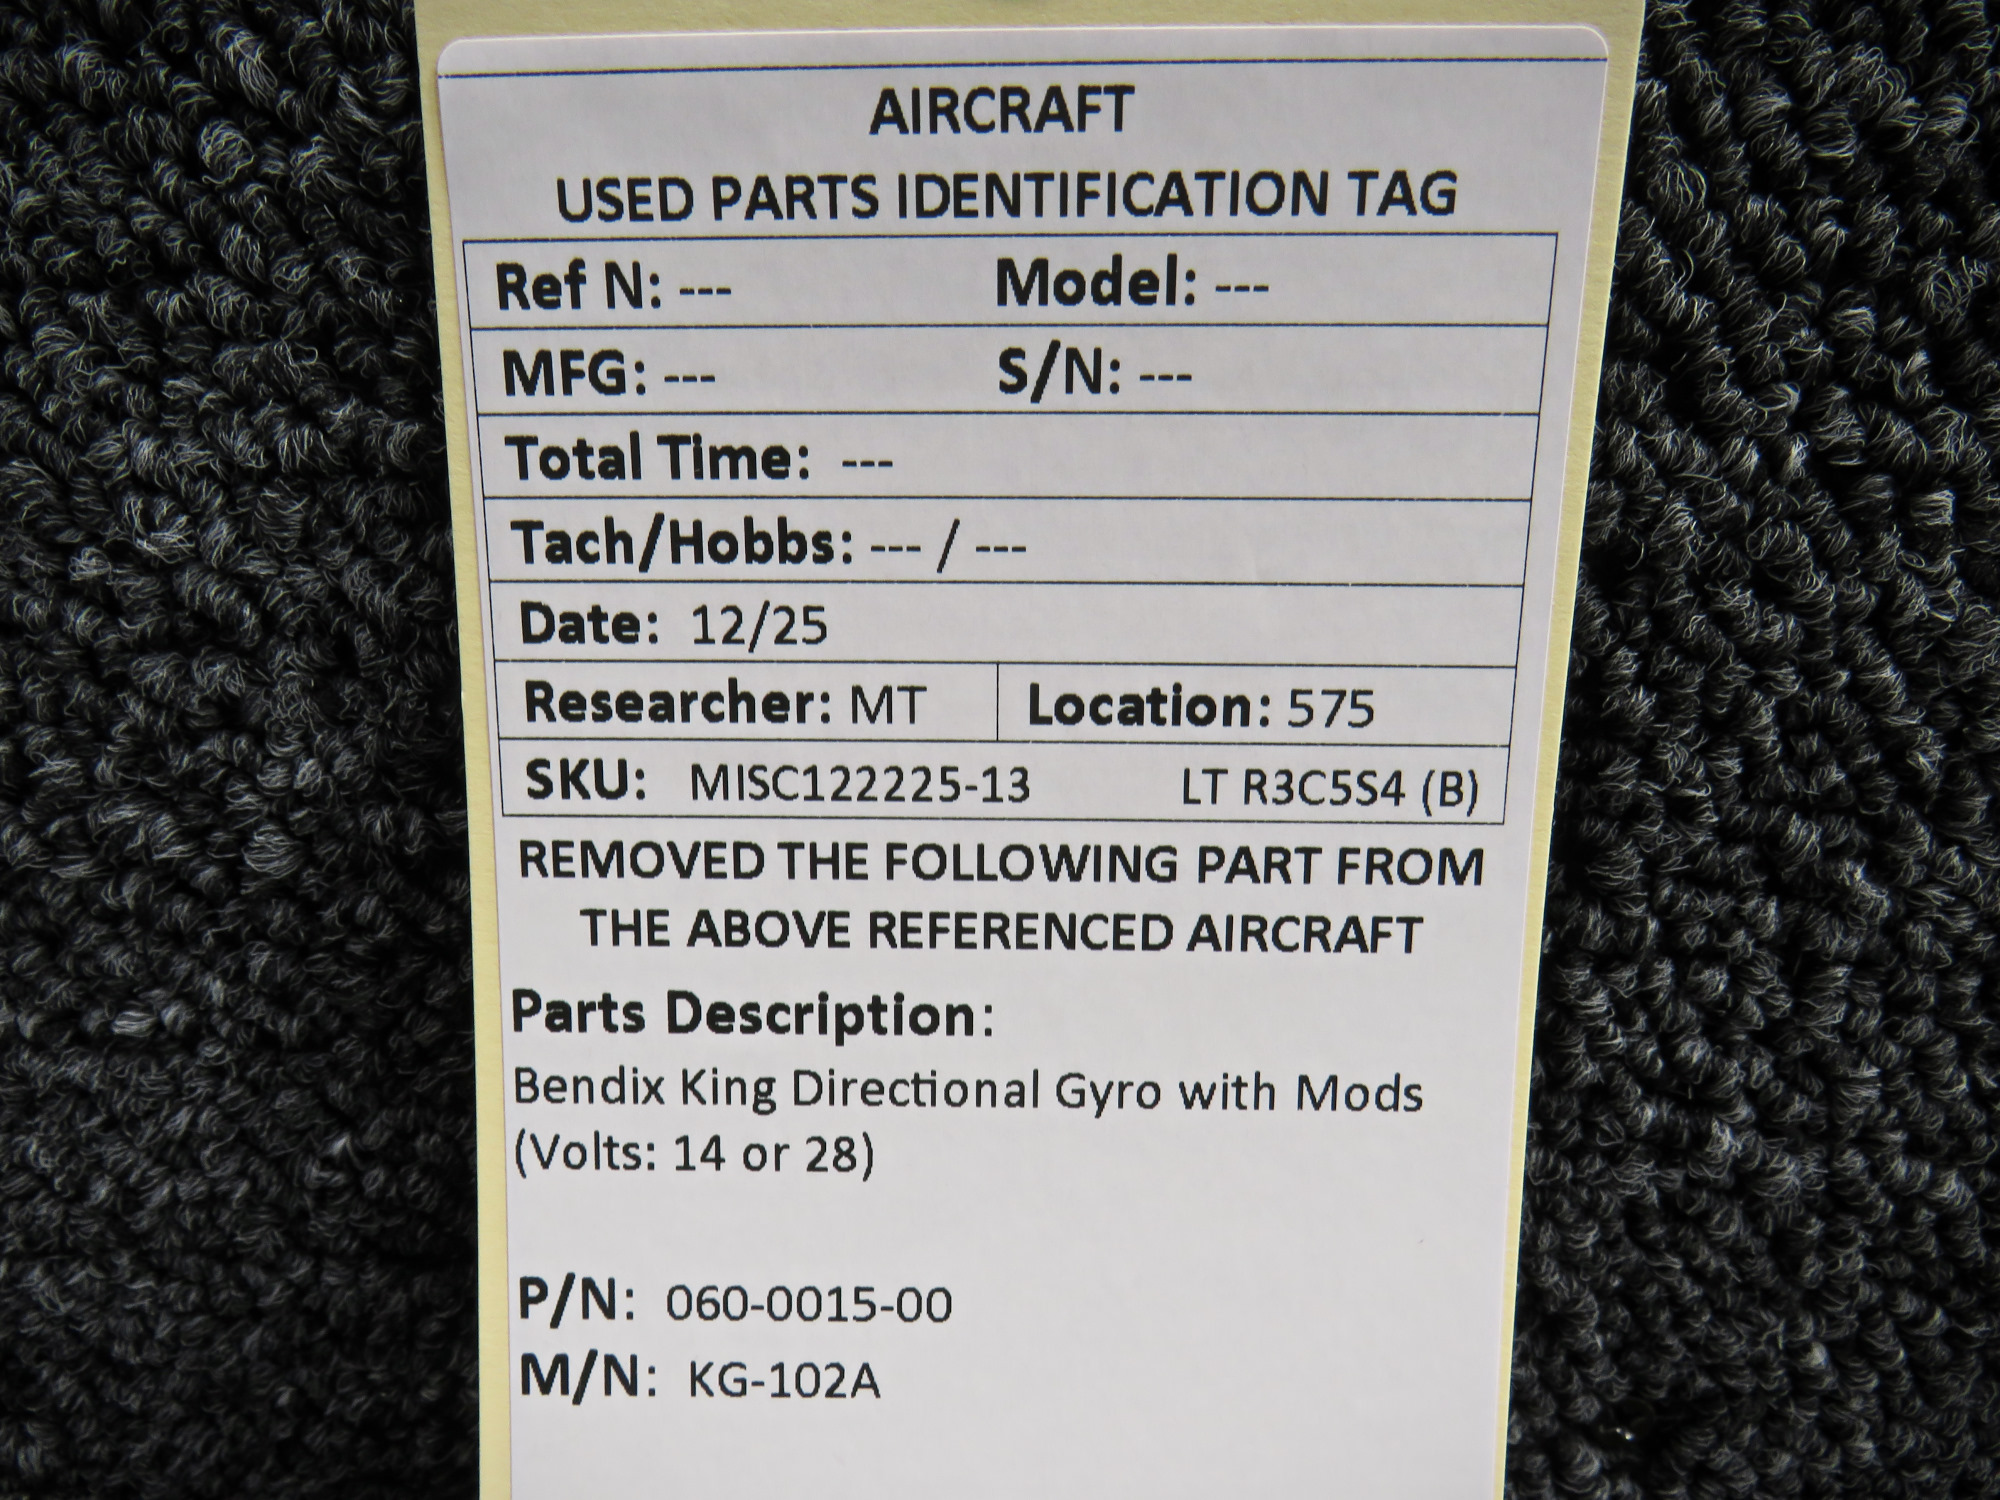 AIRCRAFT
USED PARTS IDENTIFICATION TAG
Ref N: --- Model: ---
MFG: --- S/N: ---
Total Time: ---
Tach/Hobbs: --- / ---
Date: 12/25
Researcher: MT Location: 575
SKU: MISC122225-13 LT R3C5S4 (B)
REMOVED THE FOLLOWING PART FROM
THE ABOVE REFERENCED AIRCRAFT
Parts Description:
Bendix King Directional Gyro with Mods
(Volts: 14 or 28)
P/N: 060-0015-00
M/N: KG-102A